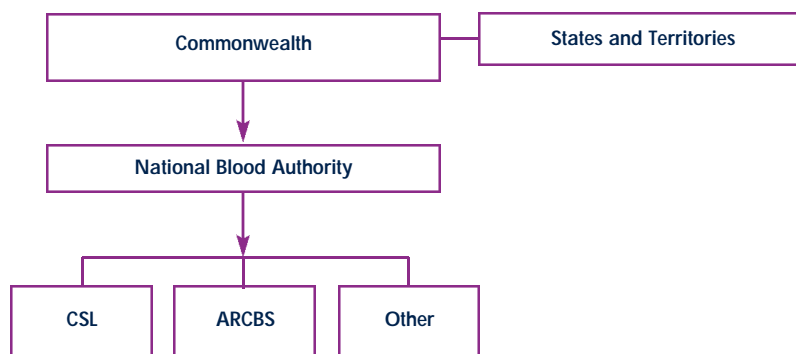 Commonwealth
States and Territories
National Blood Authority
CSL
ARCBS
Other